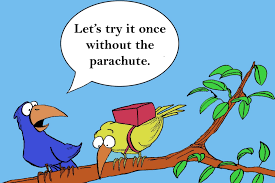 Let's try it once
without the
parachute.